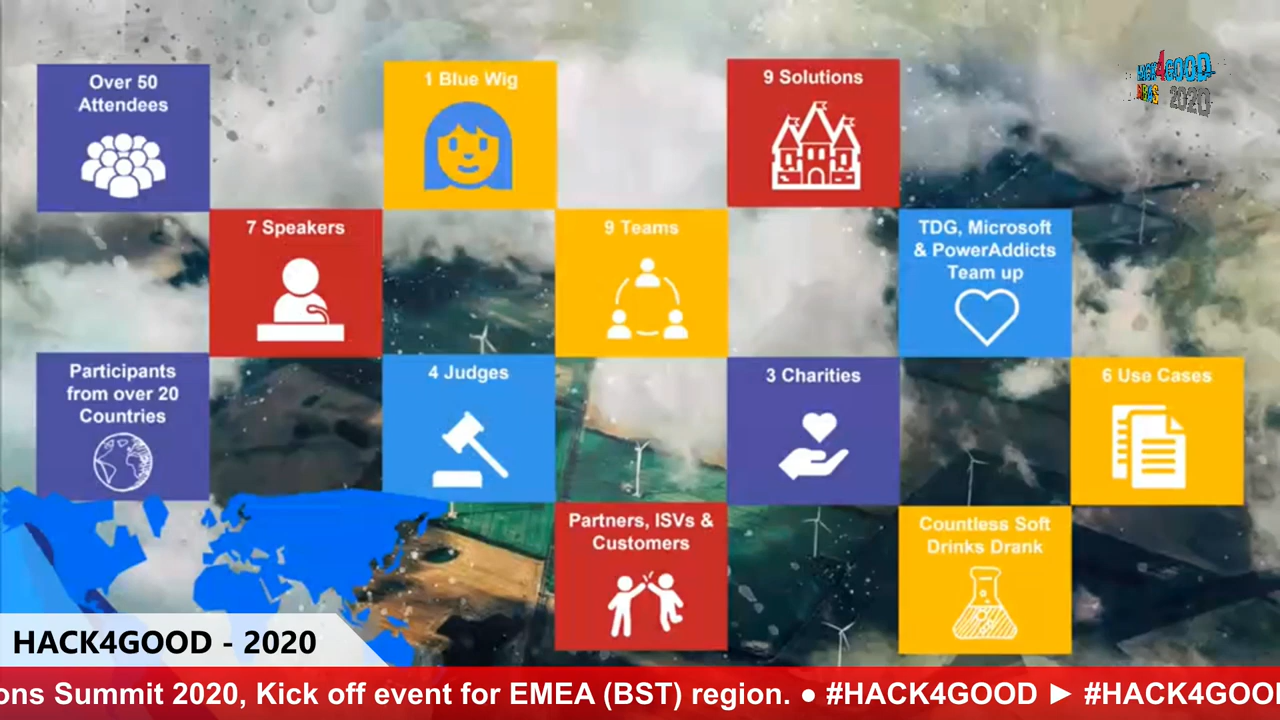 Over 50
Attendees
1 Blue Wig
9 Solutions
HACK4GOOD
2020
7 Speakers
9 Teams
TDG, Microsoft
& PowerAddicts
Team up
Participants
from over 20
Countries
4 Judges
3 Charities
6 Use Cases
Partners, ISVs &
Customers
Countless Soft
Drinks Drank
HACK4GOOD - 2020
ons Summit 2020, Kick off event for EMEA (BST) region. ● #HACK4GOOD ► #HACK4GOO